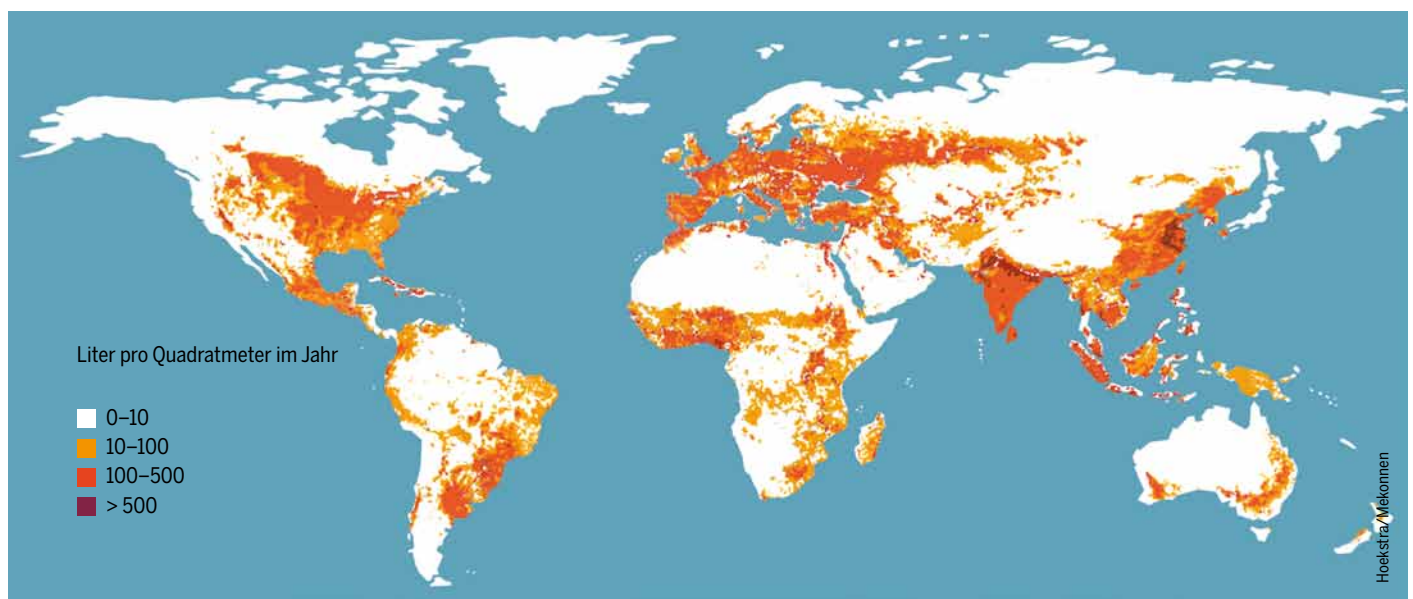 Liter pro Quadratmeter im Jahr
0–10
10–100
100–500
> 500
Hoekstra/Mekonnen